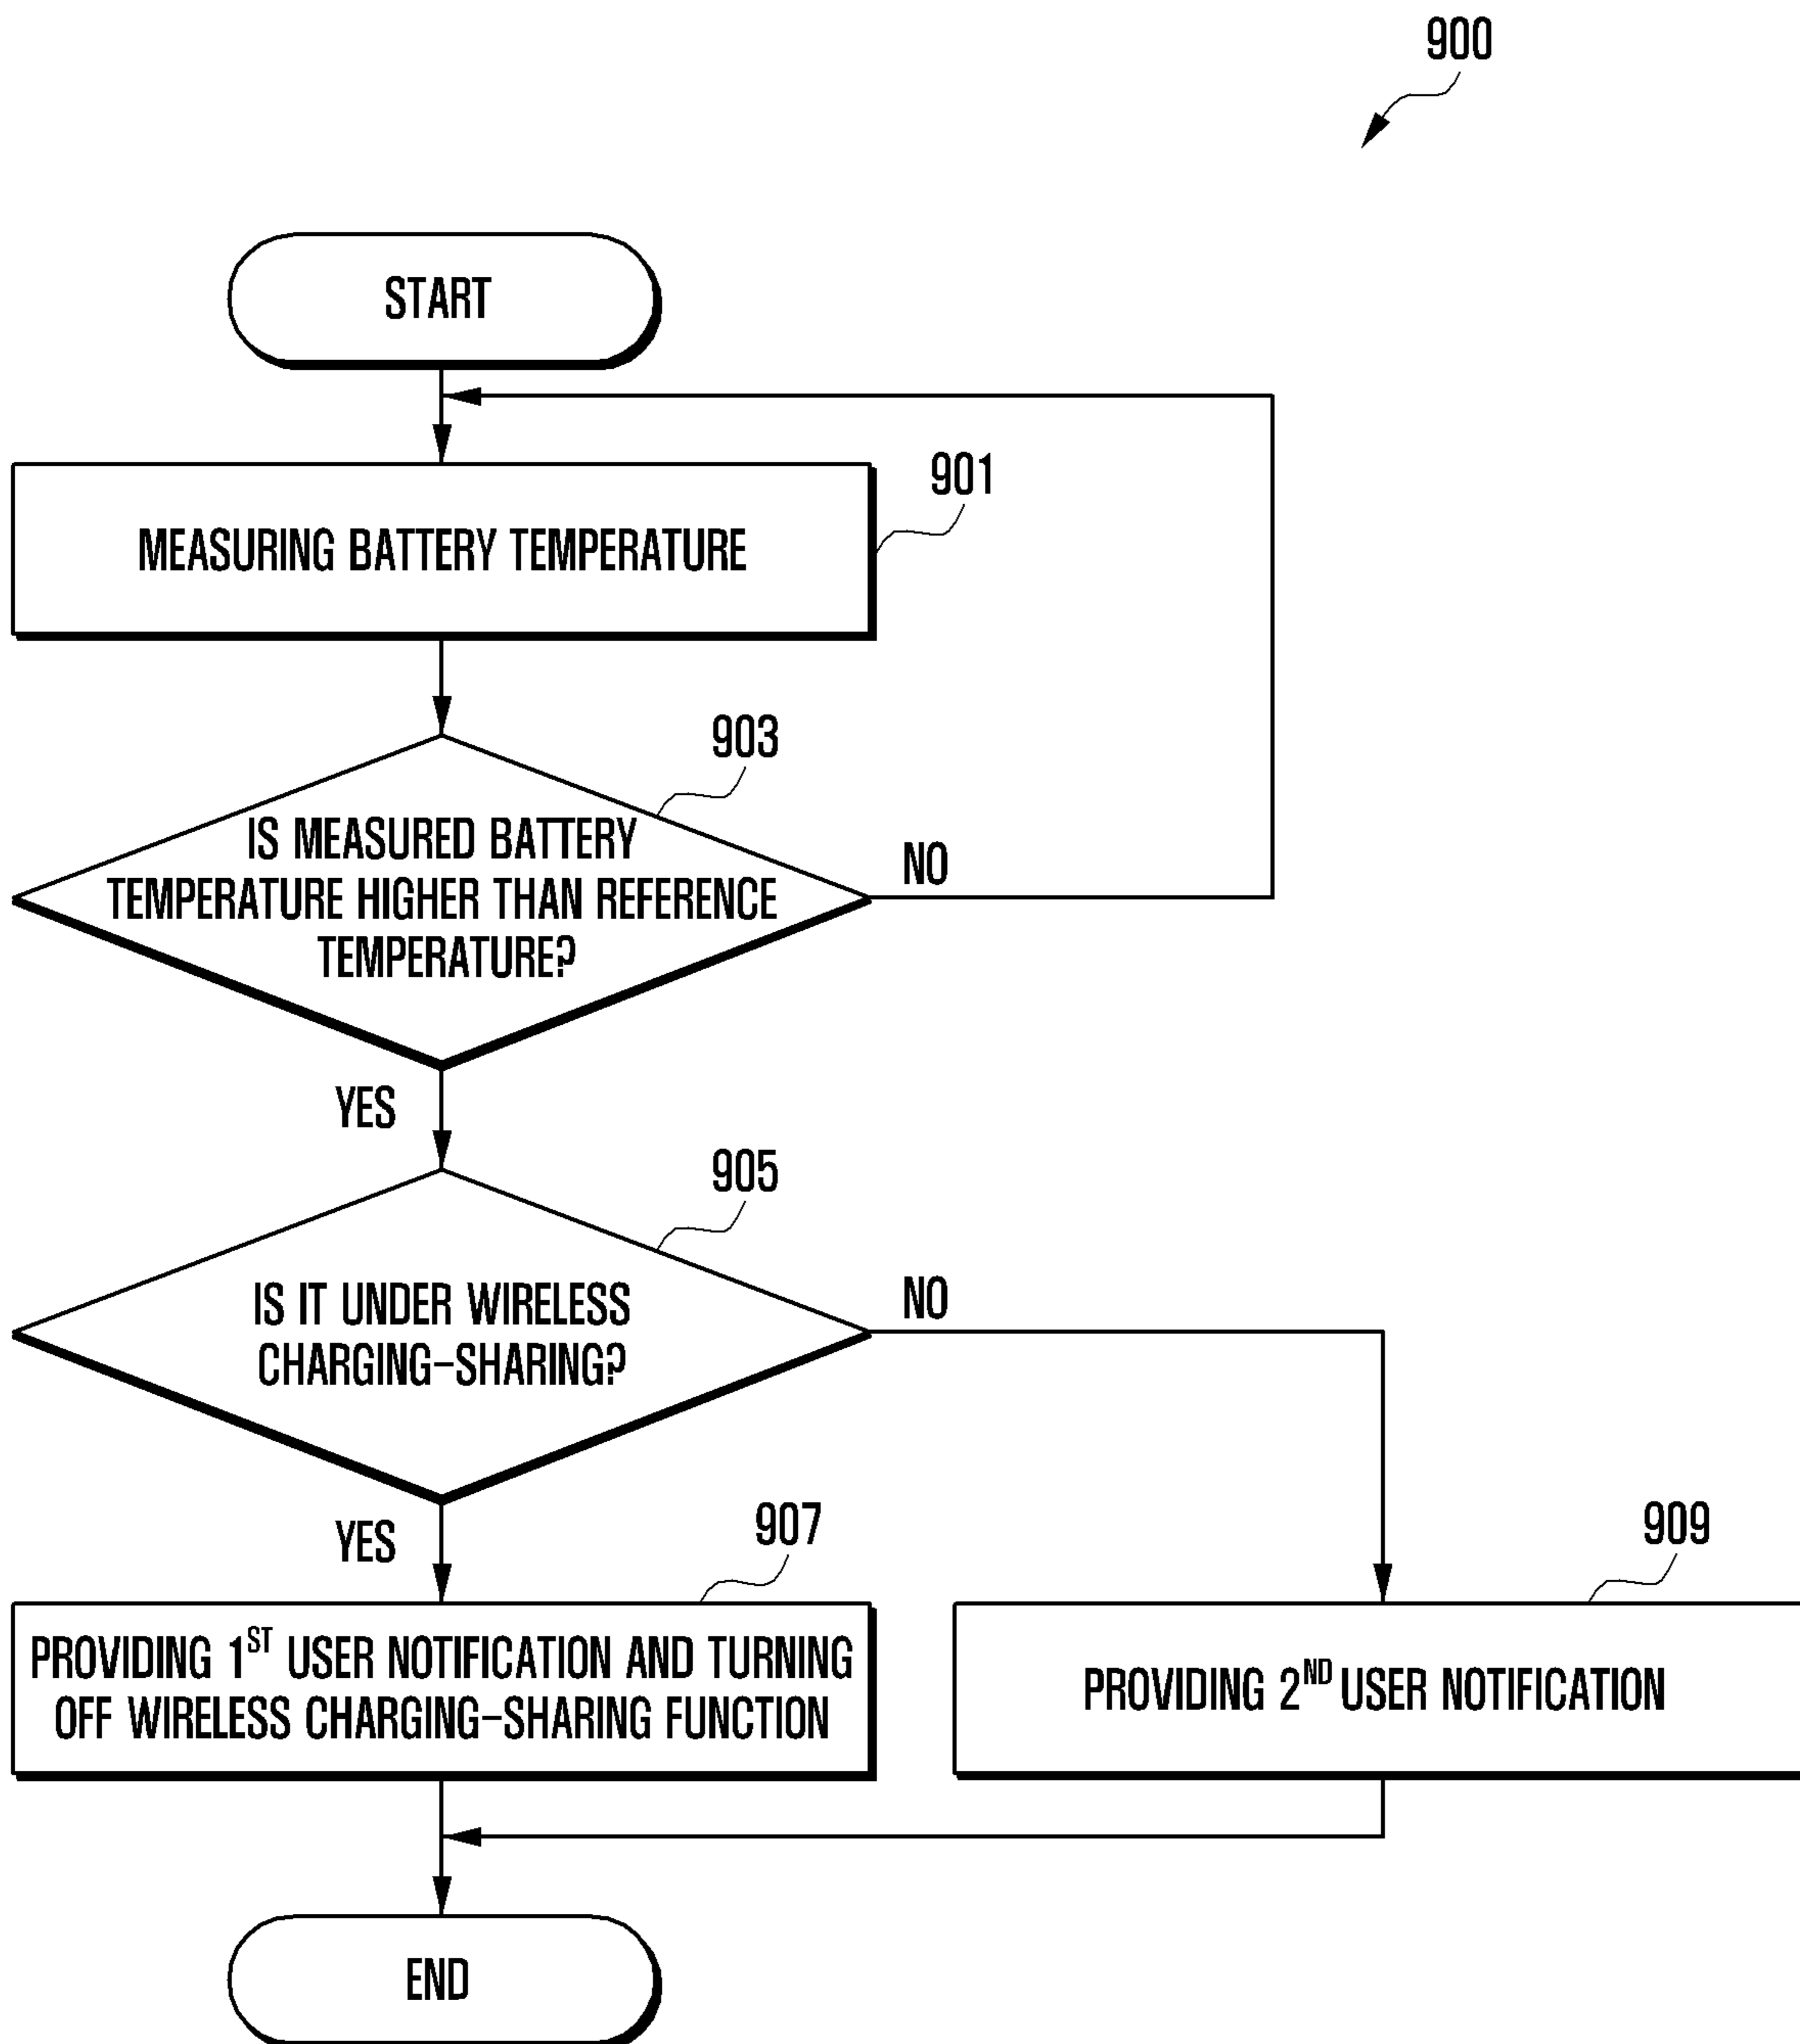 900
START
MEASURING BATTERY TEMPERATURE
901
903
IS MEASURED BATTERY
TEMPERATURE HIGHER THAN REFERENCE
TEMPERATURE?
NO
YES
905
IS IT UNDER WIRELESS
CHARGING-SHARING?
NO
YES
907
PROVIDING 1ST USER NOTIFICATION AND TURNING
OFF WIRELESS CHARGING-SHARING FUNCTION
909
PROVIDING 2ND USER NOTIFICATION
END